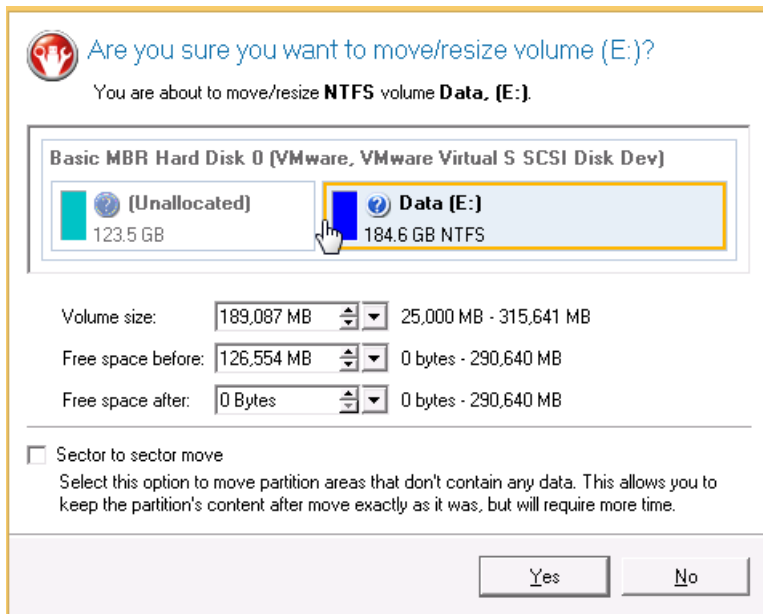 Are you sure you want to move/resize volume (E:)?
You are about to move/resize NTFS volume Data, (E:).
Basic MBR Hard Disk 0 (VMware, VMware Virtual S SCSI Disk Dev)
(Unallocated)
123.5 GB
Data (E:)
184.6 GB NTFS
Volume size: 189,087 MB 25,000 MB - 315,641 MB
Free space before: 126,554 MB 0 bytes - 290,640 MB
Free space after: 0 Bytes 0 bytes - 290,640 MB
Sector to sector move
Select this option to move partition areas that don't contain any data. This allows you to
keep the partition's content after move exactly as it was, but will require more time.
Yes No